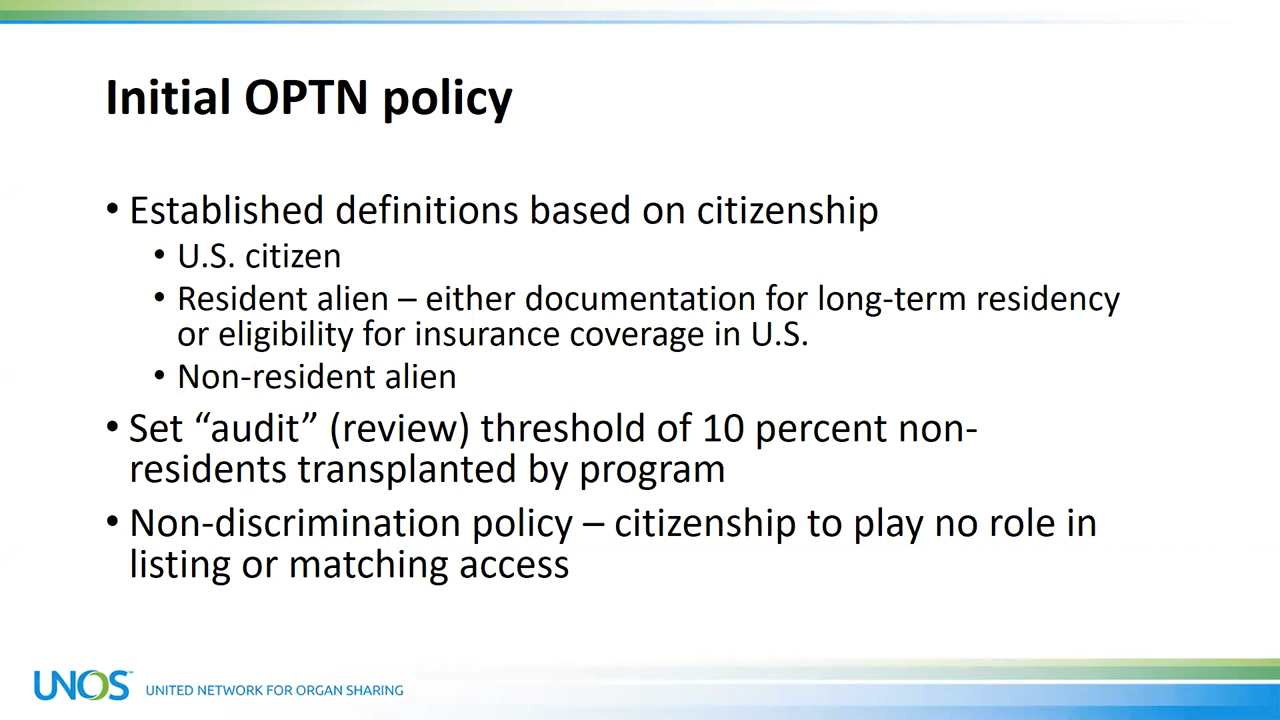 Initial OPTN policy
• Established definitions based on citizenship
• U.S. citizen
• Resident alien – either documentation for long-term residency
or eligibility for insurance coverage in U.S.
• Non-resident alien
• Set “audit” (review) threshold of 10 percent non-
residents transplanted by program
• Non-discrimination policy – citizenship to play no role in
listing or matching access
UNOS™ UNITED NETWORK FOR ORGAN SHARING